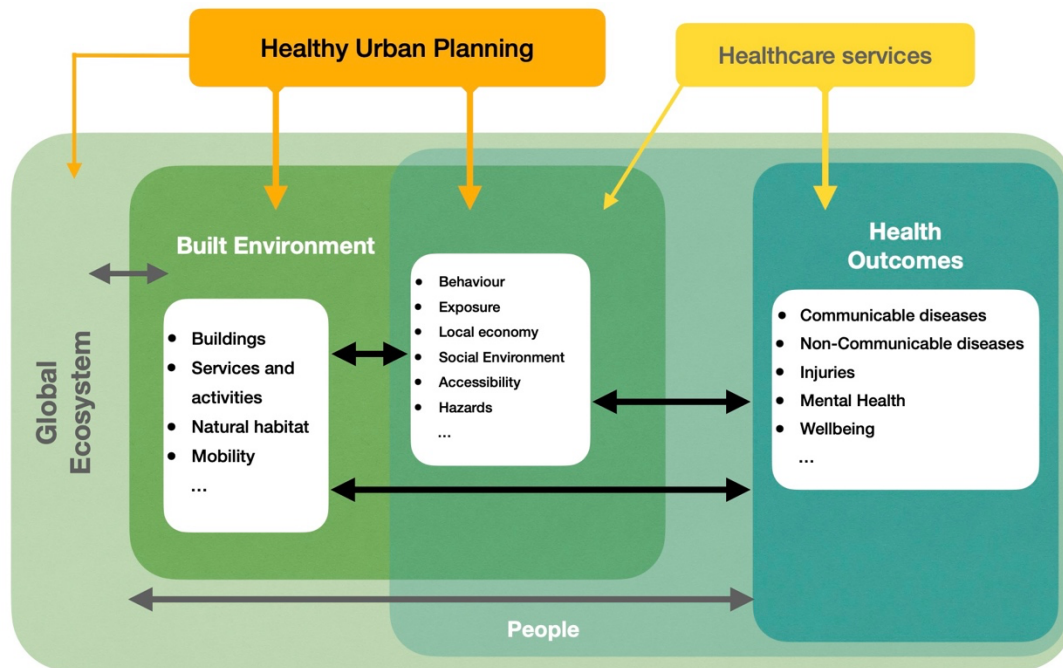 Healthy Urban Planning
Healthcare services
Global
Ecosystem
Built Environment
• Buildings
• Services and
activities
• Natural habitat
• Mobility
...
• Behaviour
• Exposure
• Local economy
• Social Environment
• Accessibility
• Hazards
...
Health
Outcomes
• Communicable diseases
• Non-Communicable diseases
• Injuries
• Mental Health
• Wellbeing
...
People